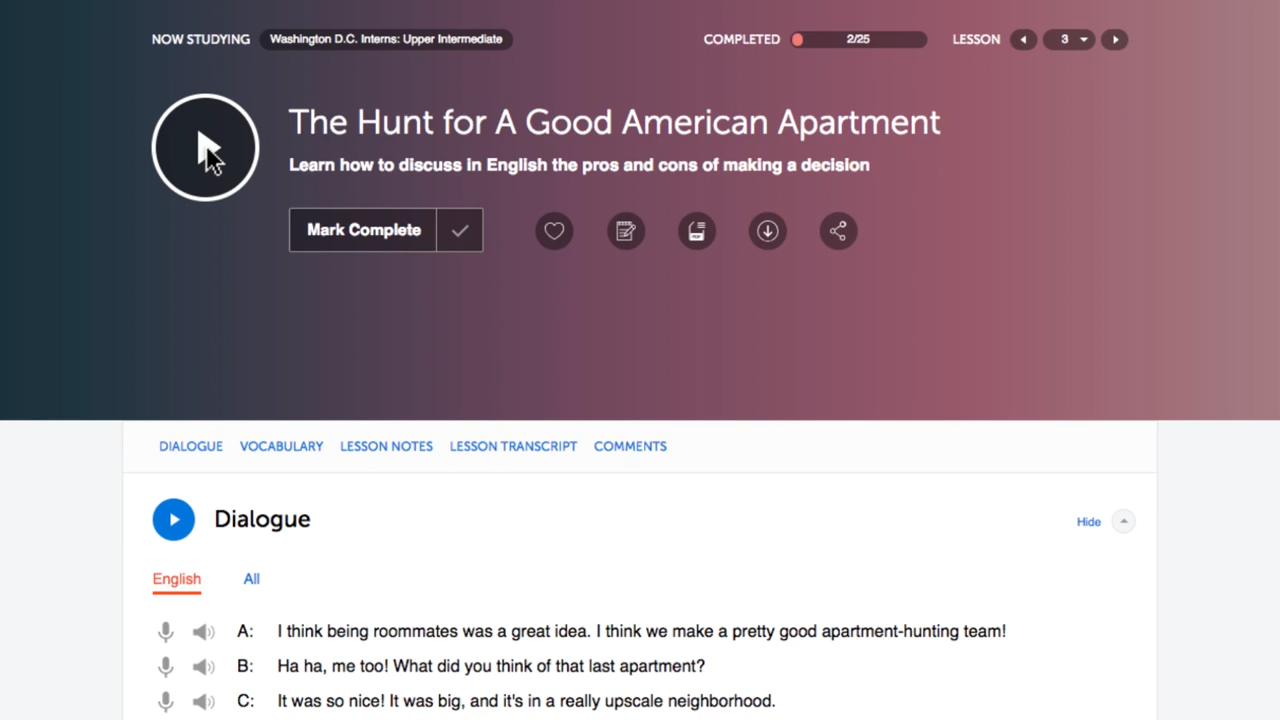 NOW STUDYING Washington D.C. Interns: Upper Intermediate COMPLETED 2/25 LESSON 3
The Hunt for A Good American Apartment
Learn how to discuss in English the pros and cons of making a decision
Mark Complete
PDF
DIALOGUE VOCABULARY LESSON NOTES LESSON TRANSCRIPT COMMENTS
Dialogue Hide
English All
A: I think being roommates was a great idea. I think we make a pretty good apartment-hunting team!
B: Ha ha, me too! What did you think of that last apartment?
C: It was so nice! It was big, and it's in a really upscale neighborhood.